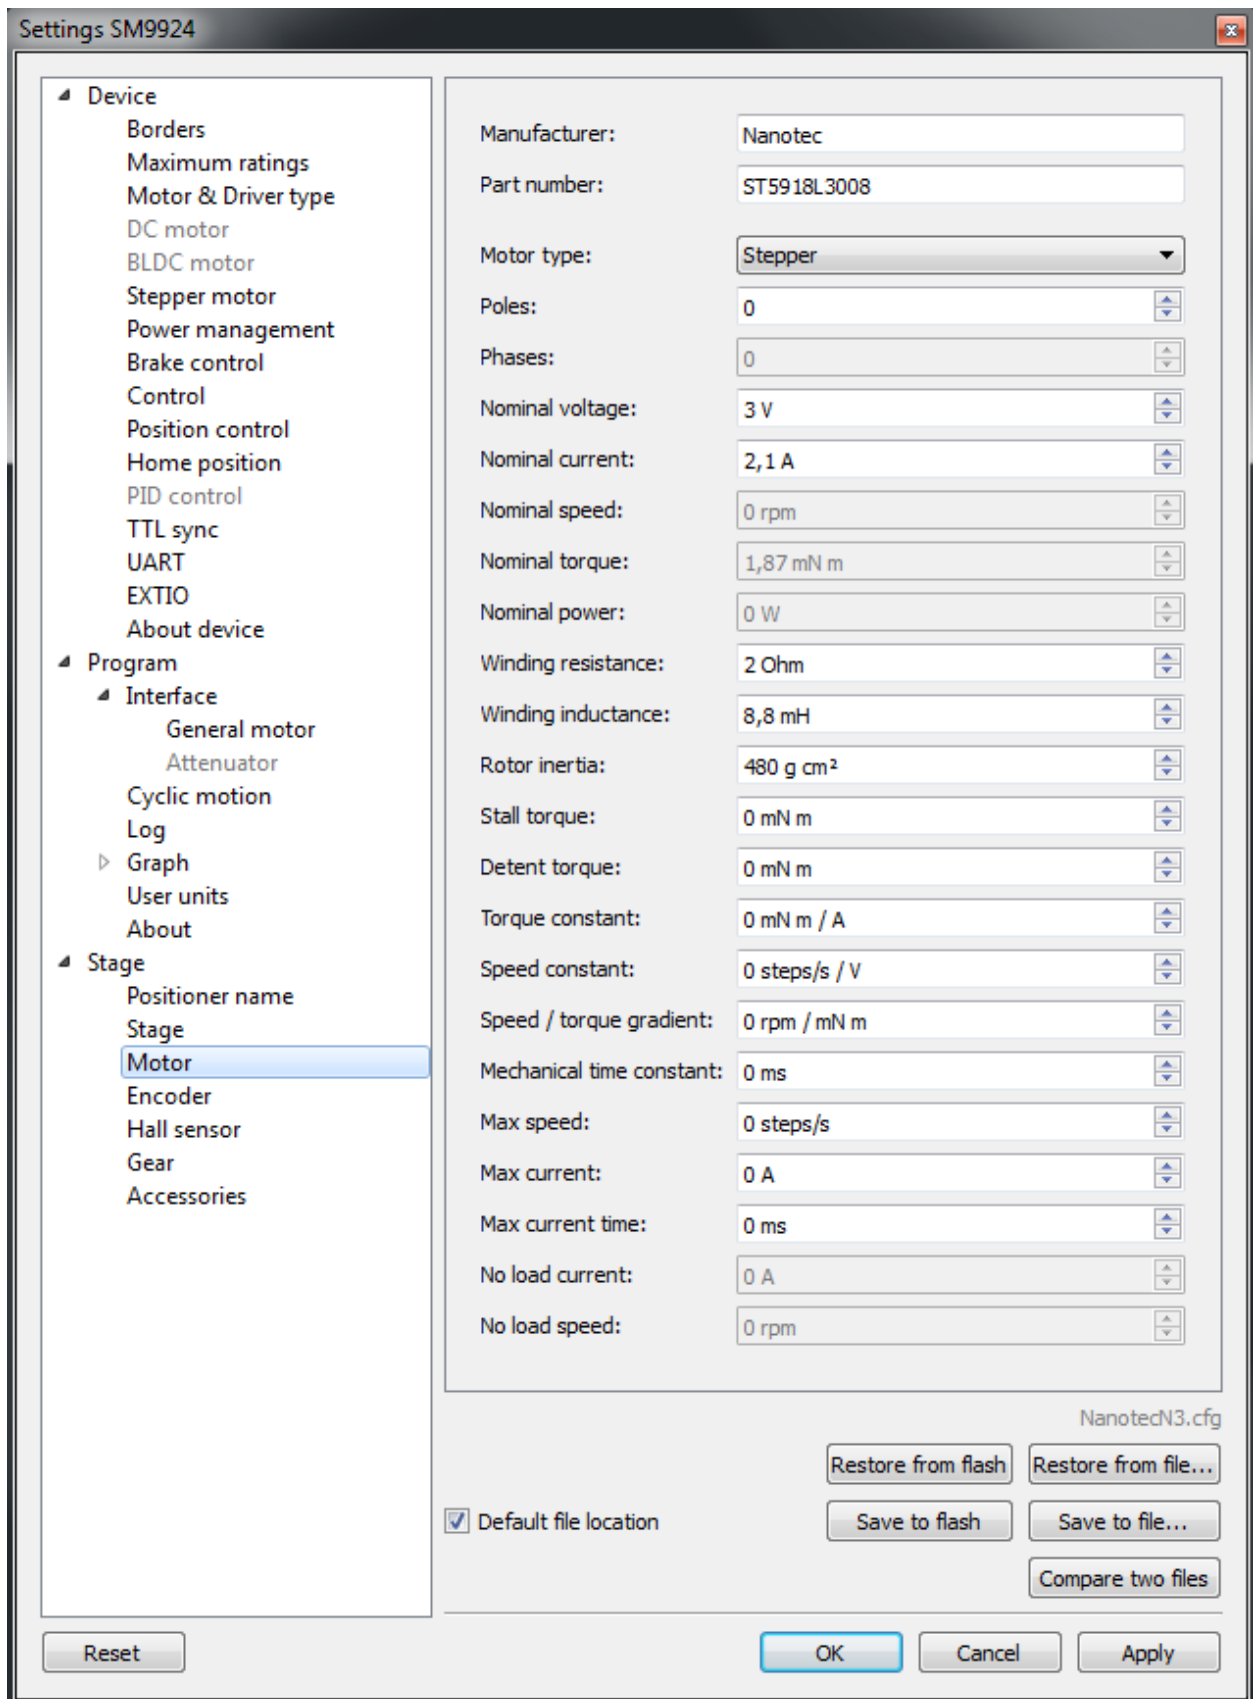 Settings SM9924
Device
Borders
Maximum ratings
Motor & Driver type
DC motor
BLDC motor
Stepper motor
Power management
Brake control
Control
Position control
Home position
PID control
TTL sync
UART
EXTIO
About device
Program
Interface
General motor
Attenuator
Cyclic motion
Log
Graph
User units
About
Stage
Positioner name
Stage
Motor
Encoder
Hall sensor
Gear
Accessories
Manufacturer: Nanotec
Part number: ST5918L3008
Motor type: Stepper
Poles: 0
Phases: 0
Nominal voltage: 3 V
Nominal current: 2,1 A
Nominal speed: 0 rpm
Nominal torque: 1,87 mN m
Nominal power: 0 W
Winding resistance: 2 Ohm
Winding inductance: 8,8 mH
Rotor inertia: 480 g cm²
Stall torque: 0 mN m
Detent torque: 0 mN m
Torque constant: 0 mN m / A
Speed constant: 0 steps/s / V
Speed / torque gradient: 0 rpm / mN m
Mechanical time constant: 0 ms
Max speed: 0 steps/s
Max current: 0 A
Max current time: 0 ms
No load current: 0 A
No load speed: 0 rpm
NanotecN3.cfg
Restore from flash Restore from file...
Default file location Save to flash Save to file...
Compare two files
Reset OK Cancel Apply